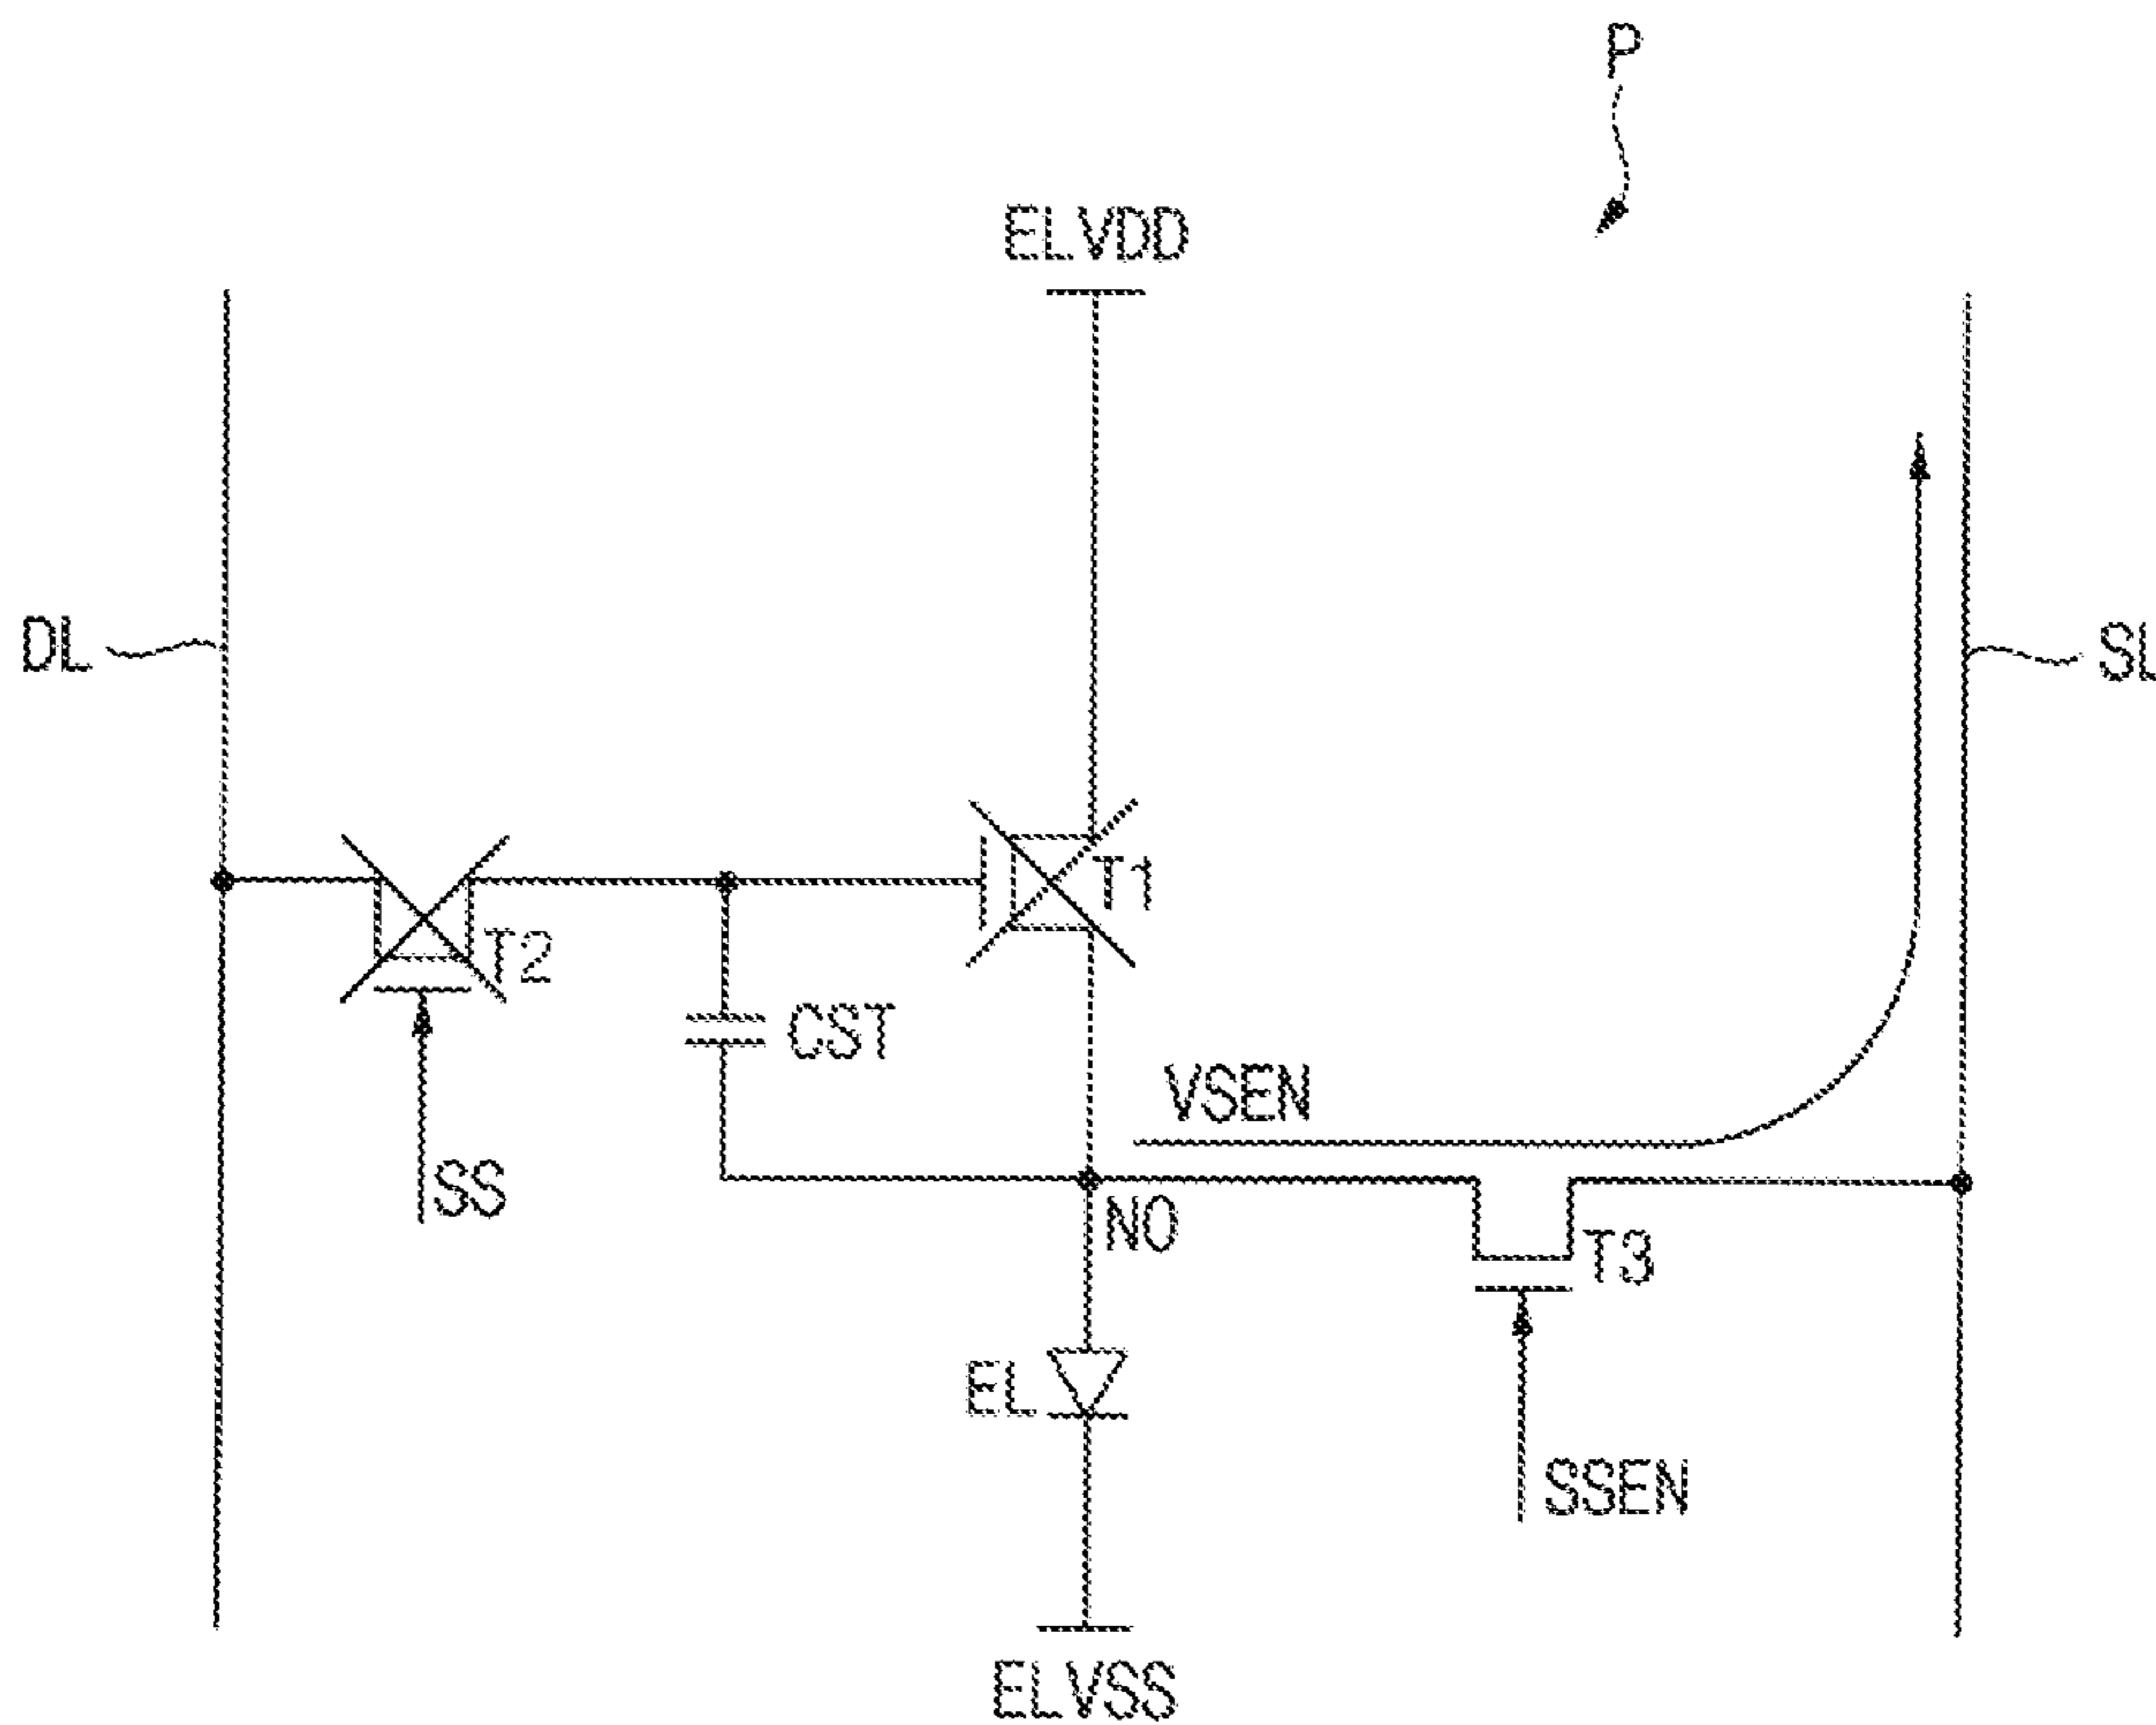 P
ELVDD
DL
SL
T1
T2
CST
VSEN
SS
NO
T3
EL
SSEN
ELVSS